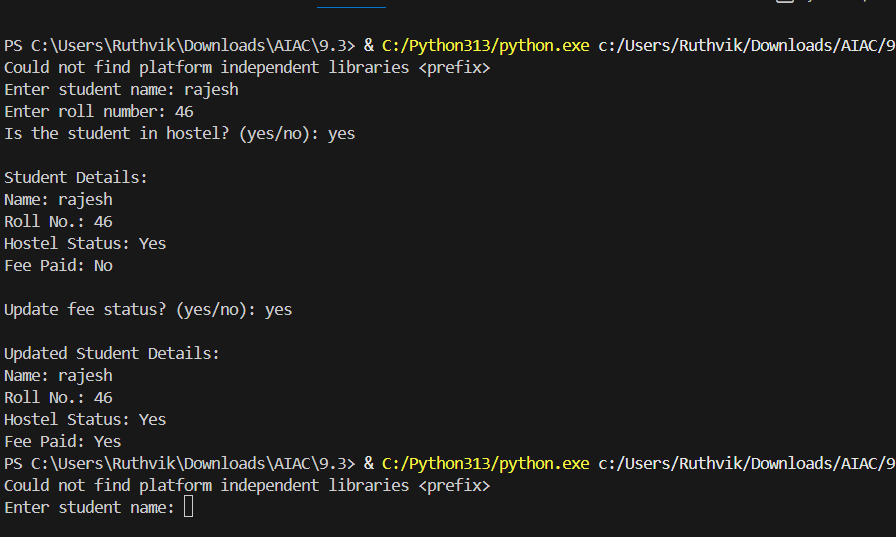 PS C:\Users\Ruthvik\Downloads\AIAC\9.3> & C:/Python313/python.exe c:/Users/Ruthvik/Downloads/AIAC/9
Could not find platform independent libraries <prefix>
Enter student name: rajesh
Enter roll number: 46
Is the student in hostel? (yes/no): yes
Student Details:
Name: rajesh
Roll No.: 46
Hostel Status: Yes
Fee Paid: No
Update fee status? (yes/no): yes
Updated Student Details:
Name: rajesh
Roll No.: 46
Hostel Status: Yes
Fee Paid: Yes
PS C:\Users\Ruthvik\Downloads\AIAC\9.3> & C:/Python313/python.exe c:/Users/Ruthvik/Downloads/AIAC/9
Could not find platform independent libraries <prefix>
Enter student name: